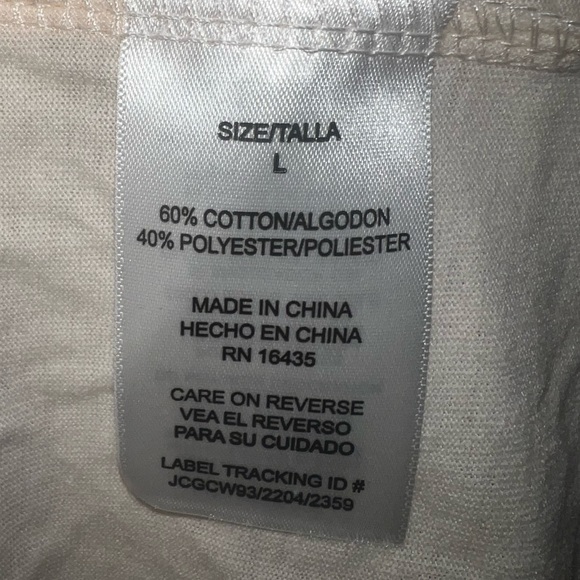 SIZE/TALLA
L
60% COTTON/ALGODON
40% POLYESTER/POLIESTER
MADE IN CHINA
HECHO EN CHINA
RN 16435
CARE ON REVERSE
VEA EL REVERSO
PARA SU CUIDADO
LABEL TRACKING ID #
JCGCW93/2204/2359